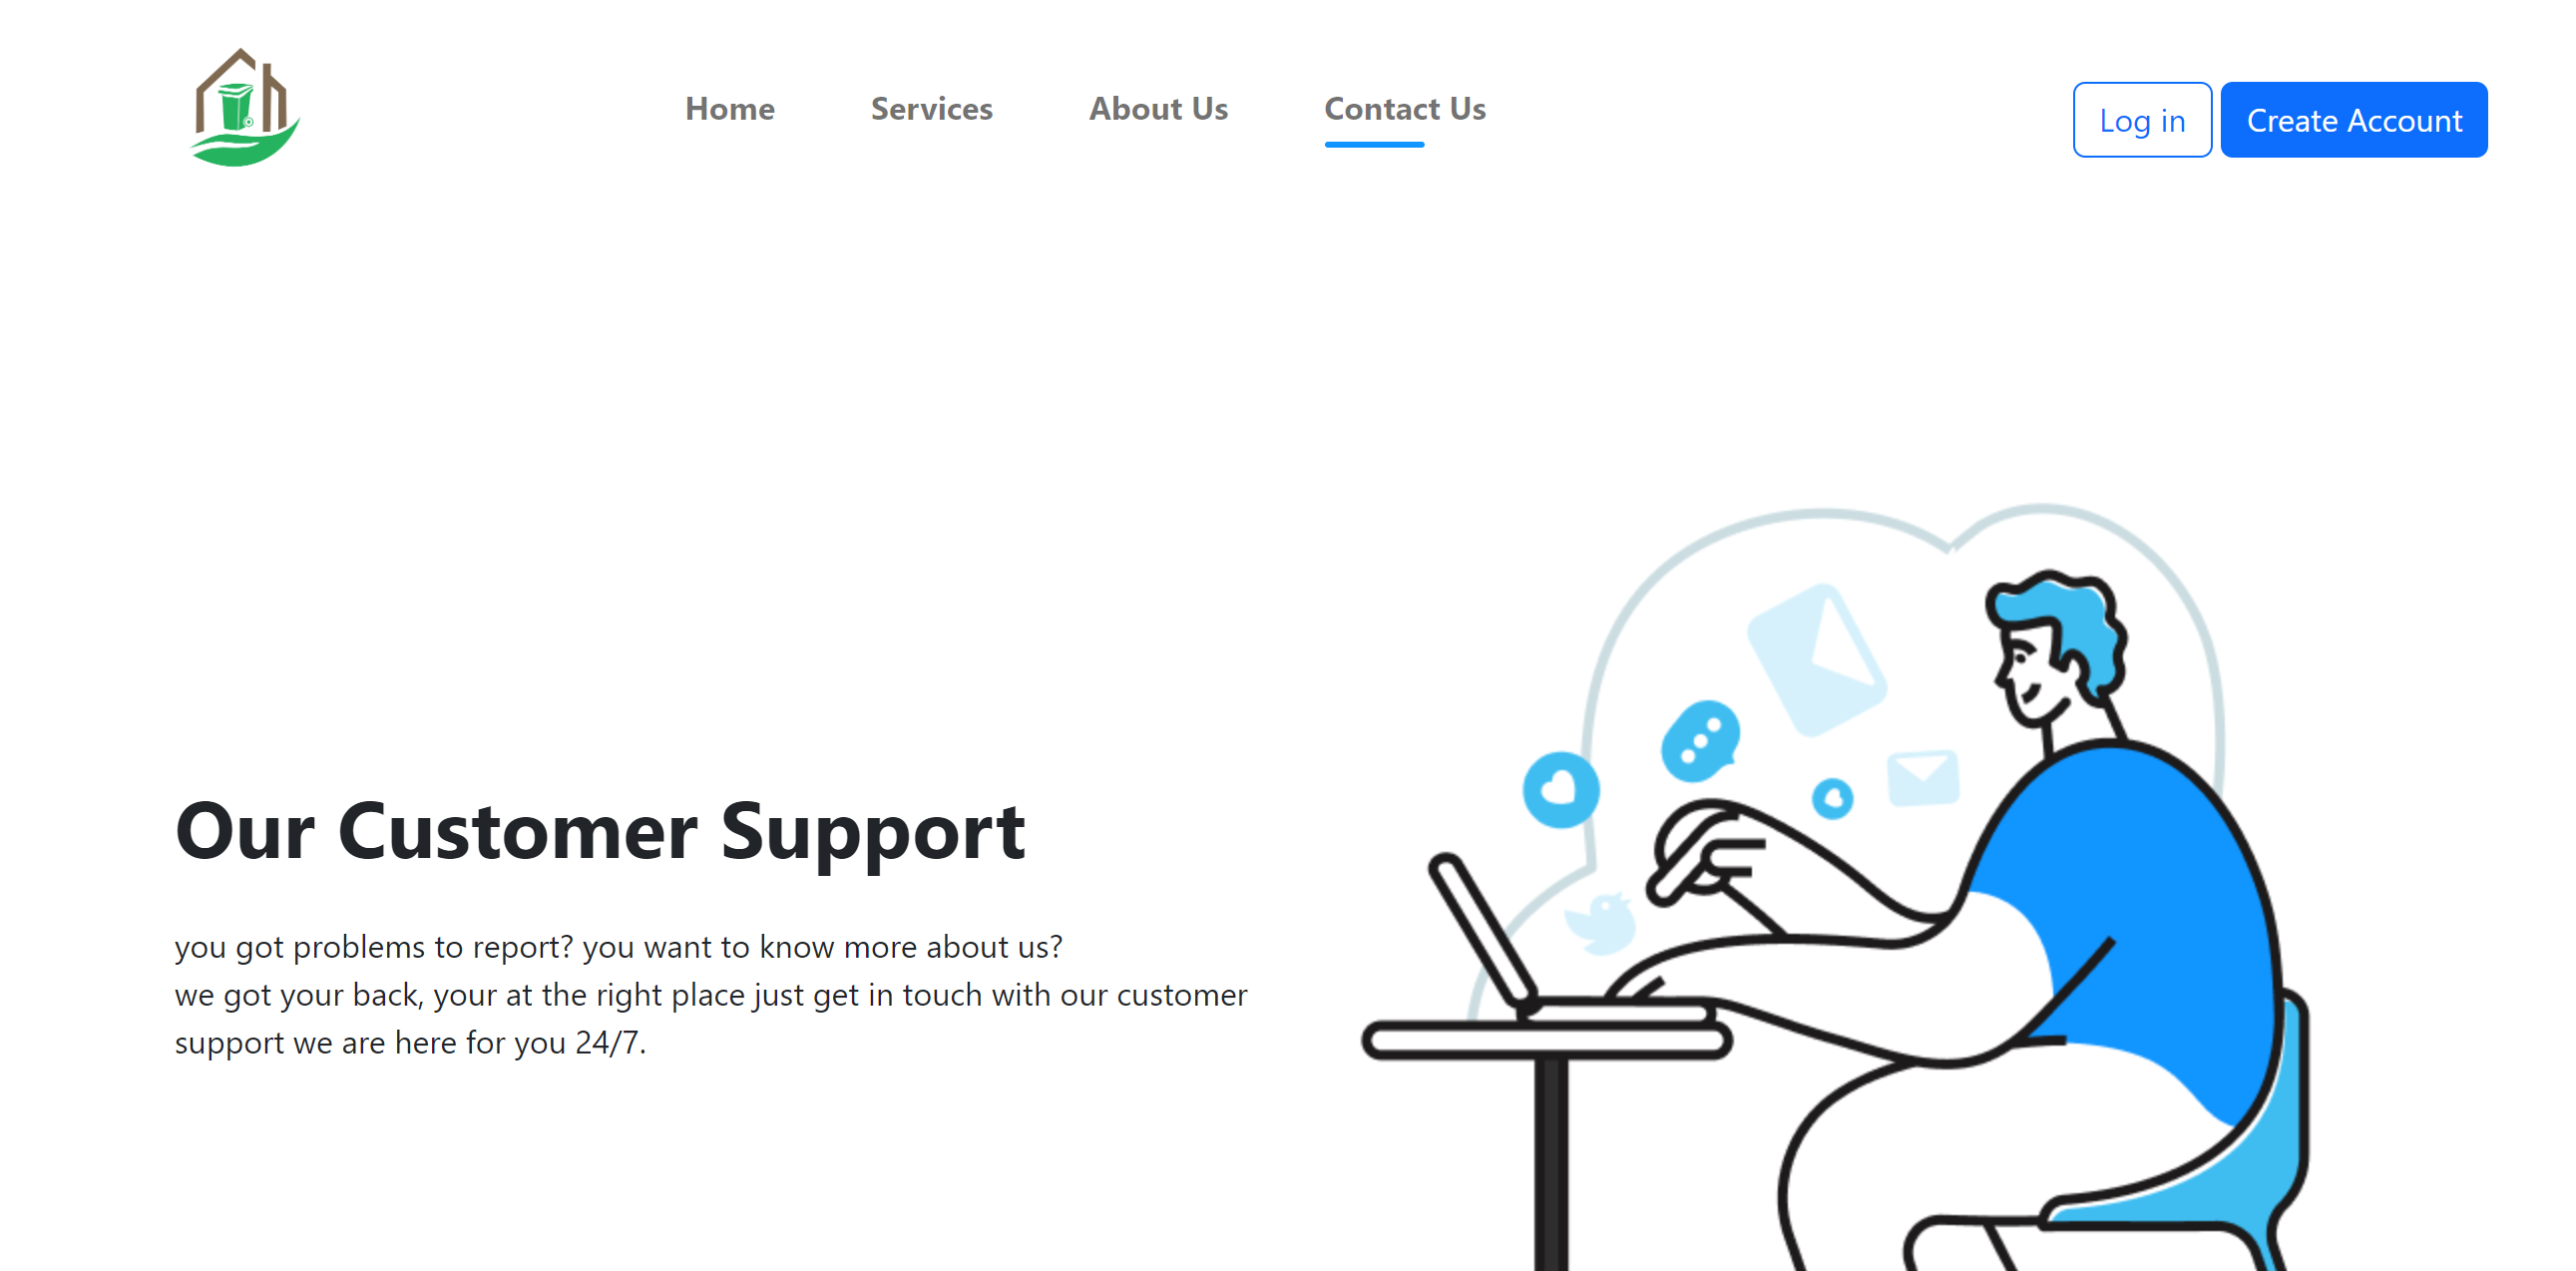 Home
Services
About Us
Contact Us
Log in
Create Account
Our Customer Support
you got problems to report? you want to know more about us?
we got your back, your at the right place just get in touch with our customer
support we are here for you 24/7.